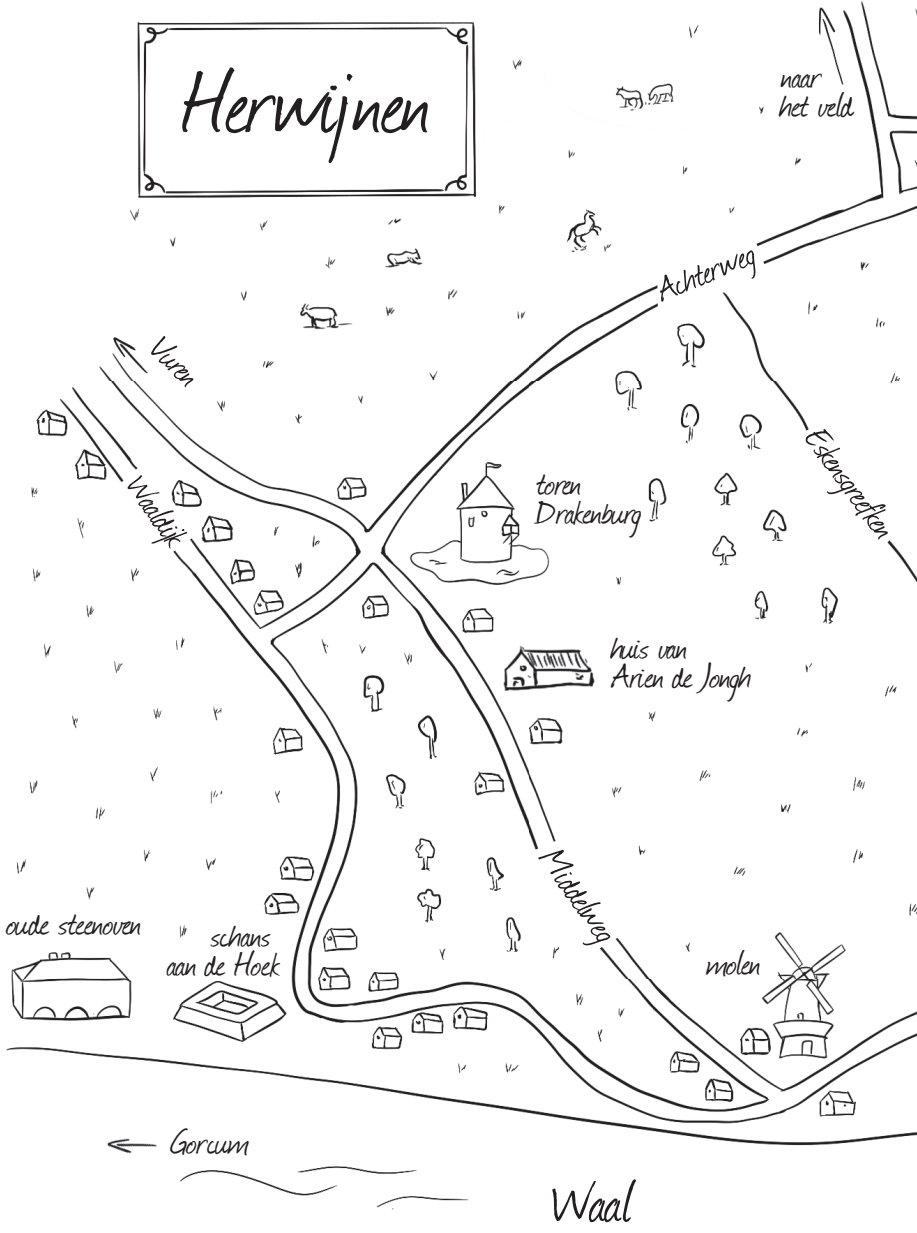 Herwijnen
naar
het veld
Achterweg
Vuren
Eskensgreefken
Waaldijk
toren
Drakenburg
huis van
Arien de Jongh
Middelweg
oude steenoven
schans
aan de Hoek
molen
Gorcum
Waal